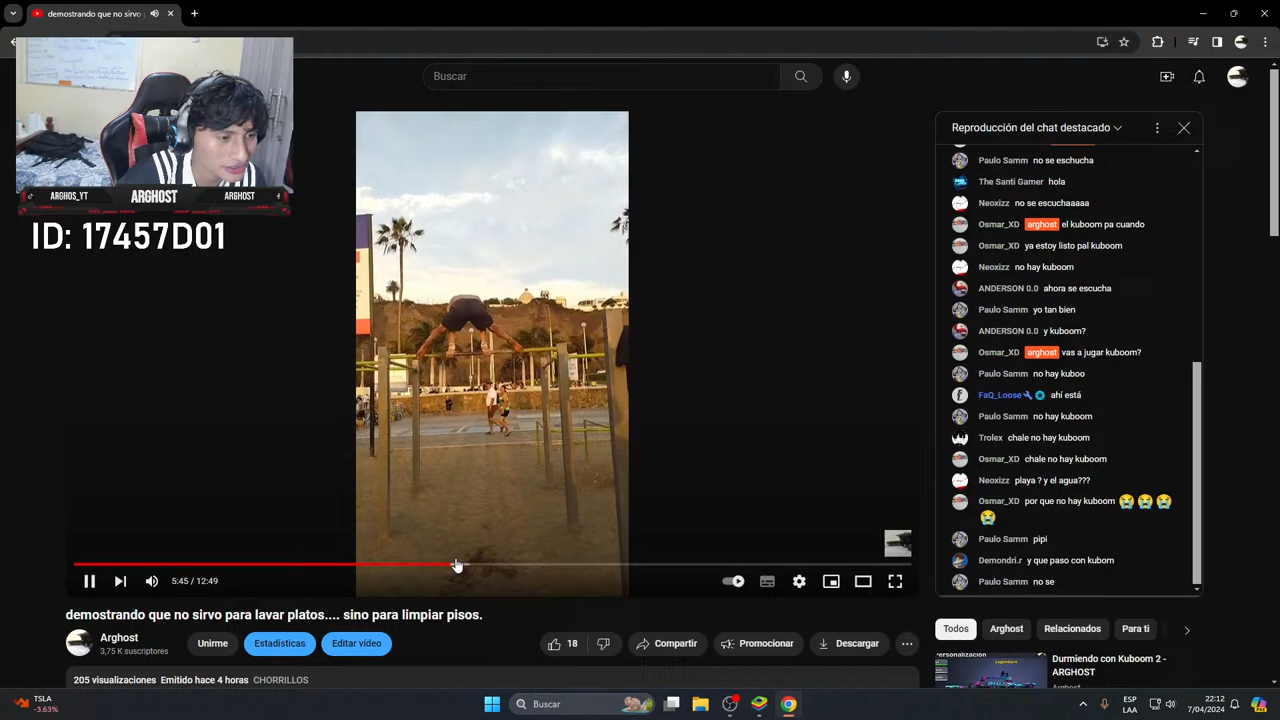 demostrando que no sirvo
Buscar
ARGHOS_YT
ARGHOST
ARGHOST
ID: 17457D01
Reproducción del chat destacado
Paulo Samm no se escucha
The Santi Gamer hola
Neoxizz no se escuchaaaaa
Osmar_XD arghost el kuboom pa cuando
Osmar_XD ya estoy listo pal kuboom
Neoxizz no hay kuboom
ANDERSON 0.0 ahora se escucha
Paulo Samm yo tan bien
ANDERSON 0.0 y kuboom?
Osmar_XD arghost vas a jugar kuboom?
Paulo Samm no hay kuboo
FaQ_Loose ahí está
Paulo Samm no hay kuboom
Trolex chale no hay kuboom
Osmar_XD chale no hay kuboom
Neoxizz playa ? y el agua???
Osmar_XD por que no hay kuboom 😭😭😭
😭
Paulo Samm pipi
Demondri.r y que paso con kubom
Paulo Samm no se
5:45 / 12:49
demostrando que no sirvo para lavar platos.... sino para limpiar pisos.
Arghost
3,75 K suscriptores
Unirme
Estadísticas
Editar vídeo
18
Compartir
Promocionar
Descargar
205 visualizaciones Emitido hace 4 horas CHORRILLOS
Todos
Arghost
Relacionados
Para ti
Legendario
Durmiendo con Kuboom 2 -
ARGHOST
TSLA
-3.63%
Buscar
ESP
LAA
22:12
7/04/2024